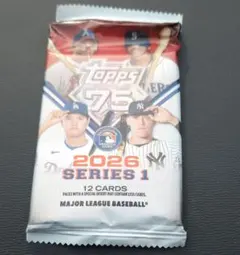 Topps
75
2026
SERIES 1
12 CARDS
MAJOR LEAGUE BASEBALL®